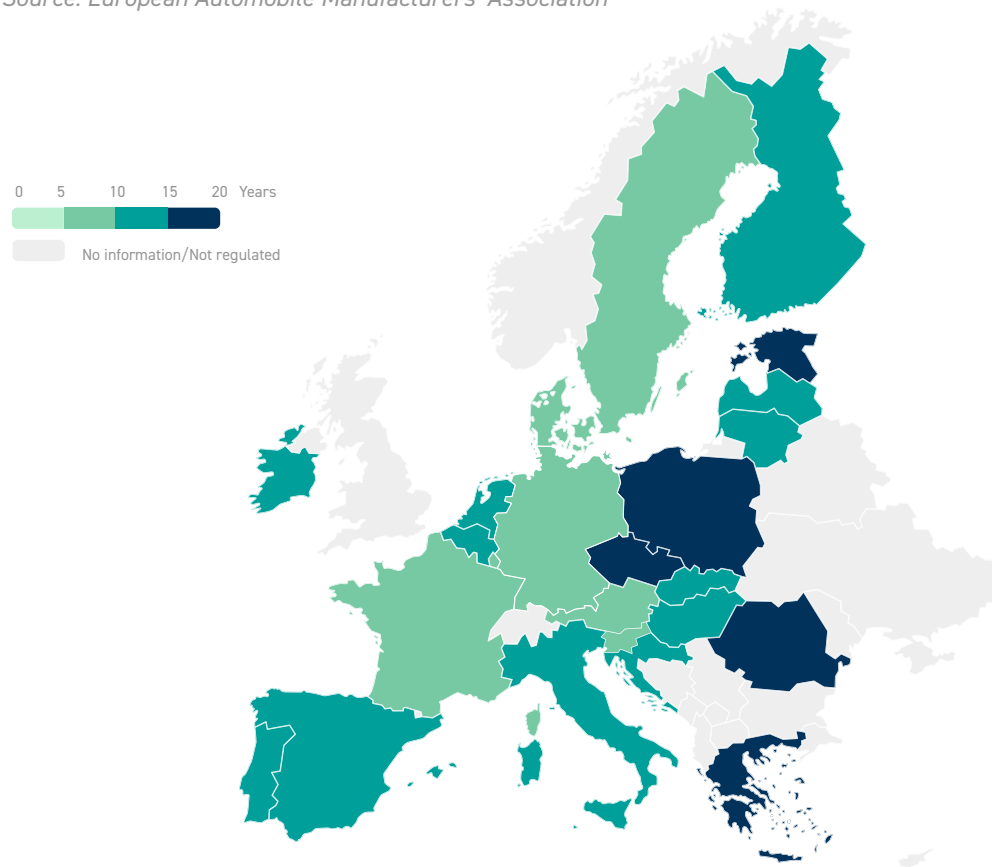 Source: European Automobile Manufacturers' Association
0 5 10 15 20 Years
No information/Not regulated